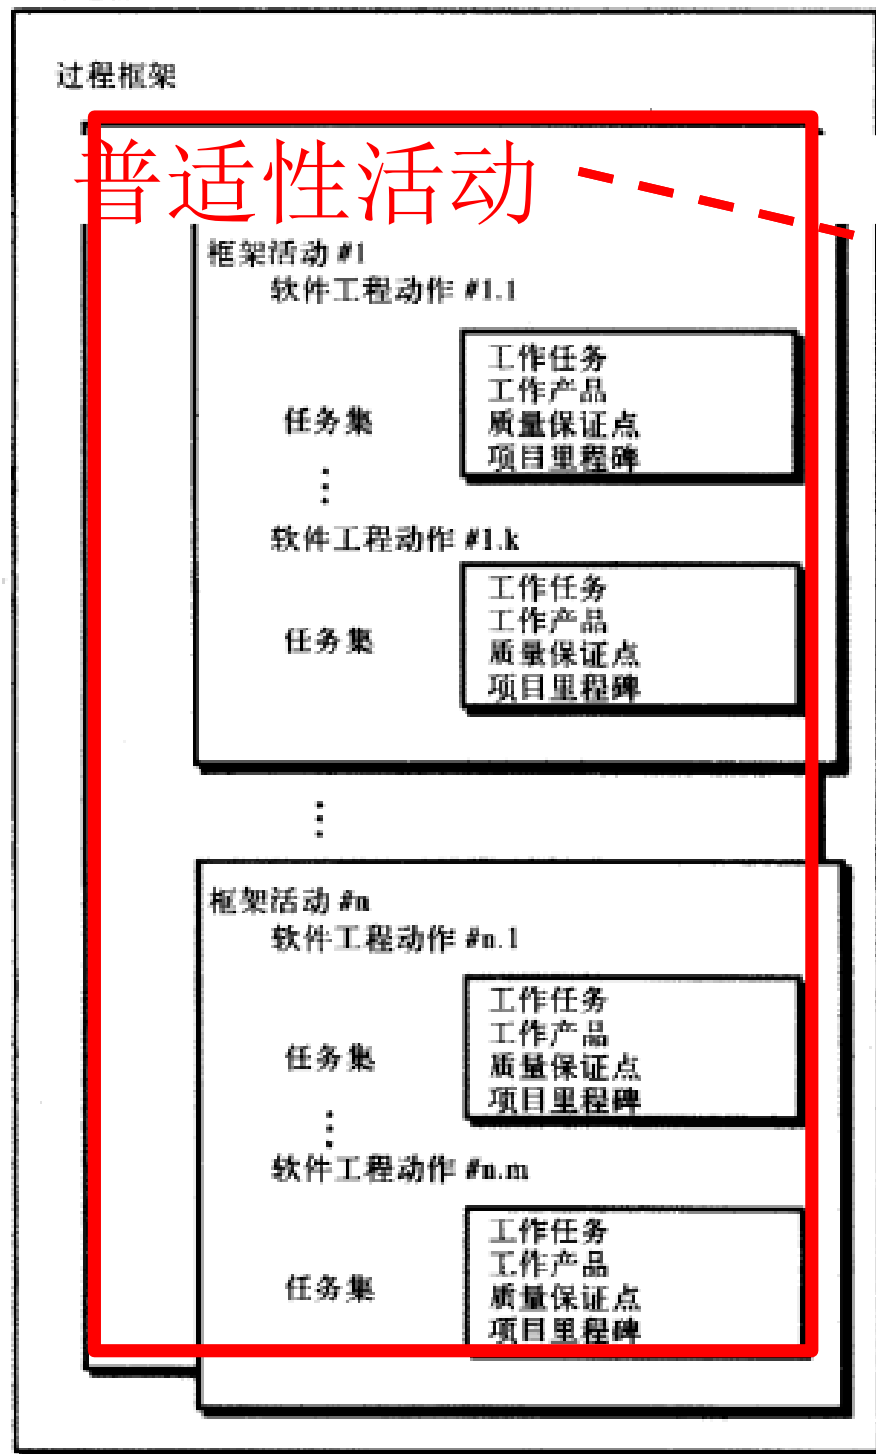 过程框架
普适性活动
框架活动 #1
软件工程动作 #1.1
工作任务
工作产品
任务集
质量保证点
项目里程碑
软件工程动作 #1.k
工作任务
工作产品
任务集
质量保证点
项目里程碑
框架活动 #n
软件工程动作 #n.1
工作任务
工作产品
任务集
质量保证点
项目里程碑
软件工程动作 #n.m
工作任务
工作产品
任务集
质量保证点
项目里程碑